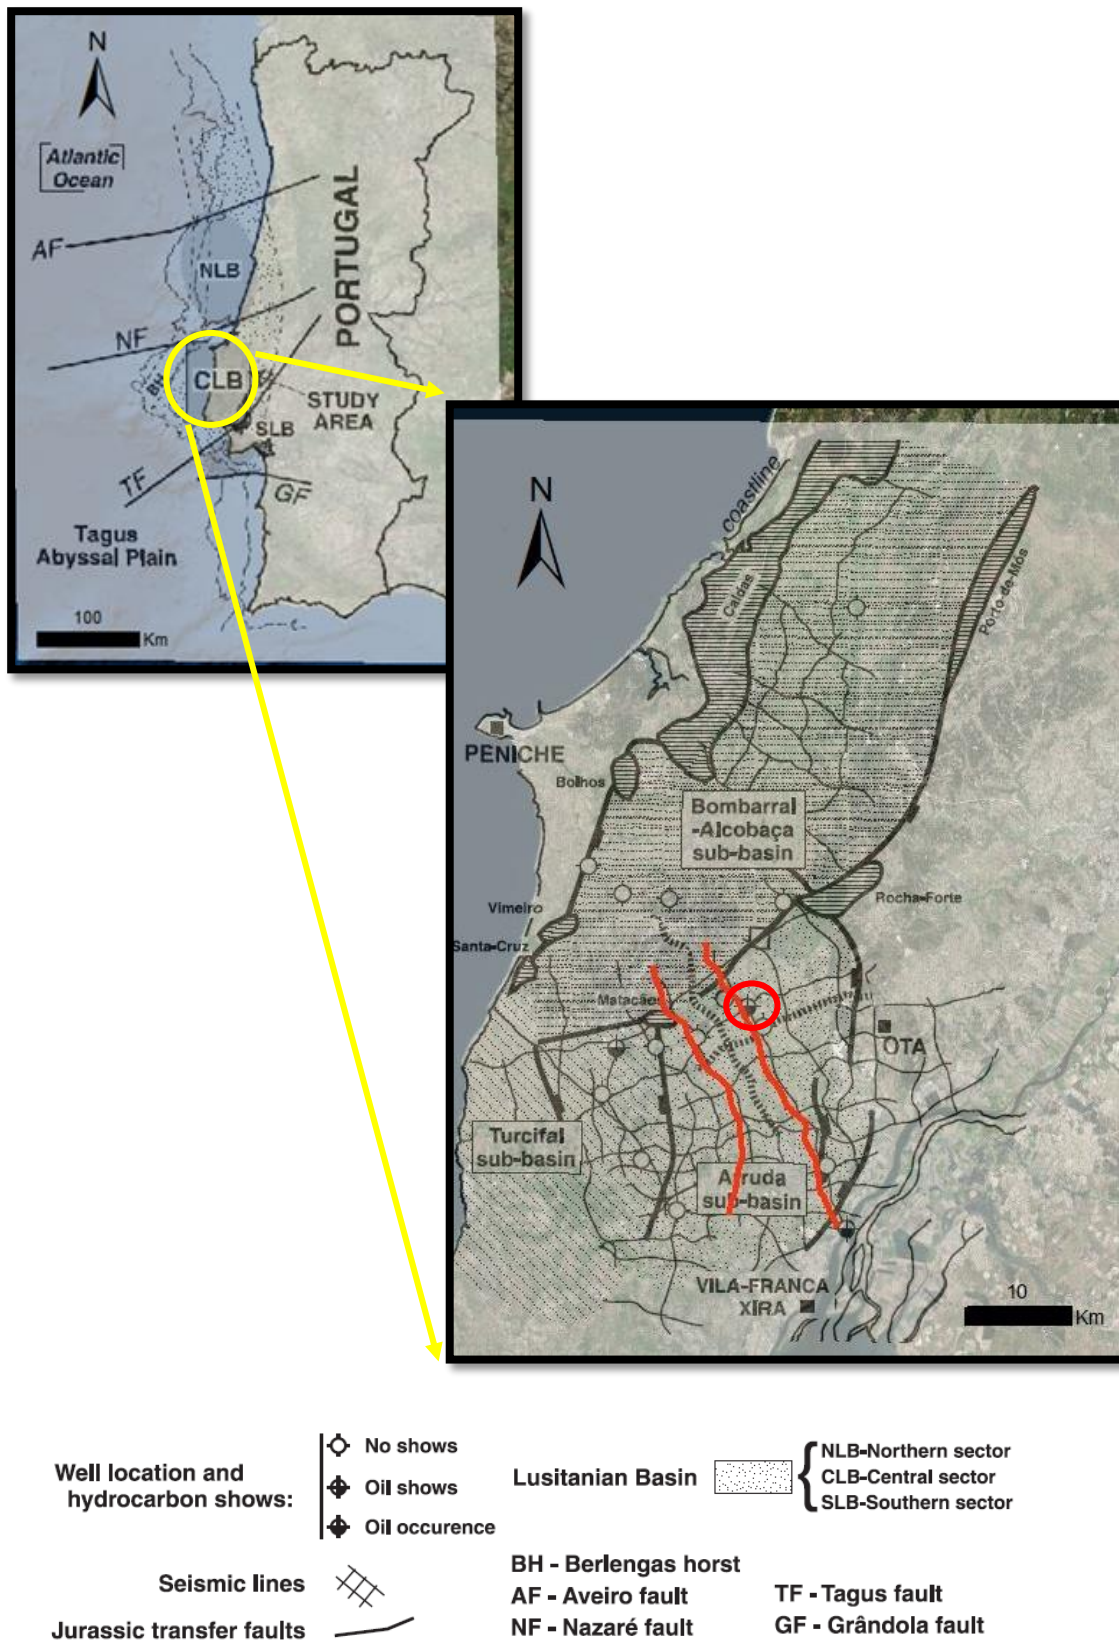 N
Atlantic
Ocean
AF
NLB
PORTUGAL
NF
BH
CLB
STUDY
AREA
SLB
TF
GF
Tagus
Abyssal Plain
100
Km
N
coastline
Caldas
Porto-de-Mós
PENICHE
Bolhos
Bombarral
-Alcobaça
sub-basin
Vimeiro
Rocha-Forte
Santa-Cruz
Matacães
OTA
Turcifal
sub-basin
Arruda
sub-basin
VILA-FRANCA
XIRA
10
Km
Well location and
hydrocarbon shows:
No shows
Oil shows
Oil occurence
Lusitanian Basin
NLB-Northern sector
CLB-Central sector
SLB-Southern sector
Seismic lines
Jurassic transfer faults
BH - Berlengas horst
AF - Aveiro fault
NF - Nazaré fault
TF - Tagus fault
GF - Grândola fault